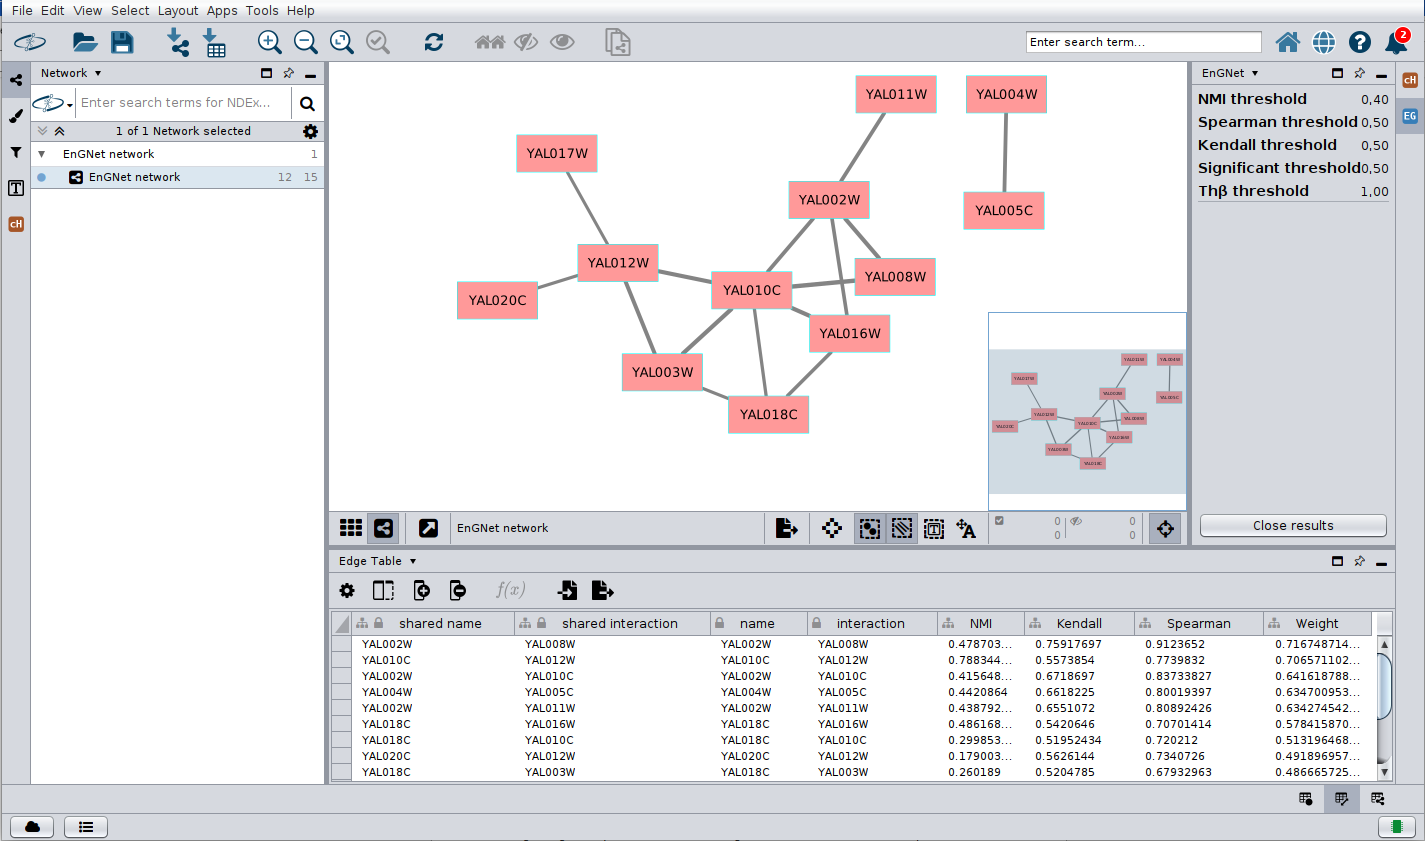 File Edit View Select Layout Apps Tools Help
Enter search term...
2
Network
EnGNet
cH
Enter search terms for NDEx...
1 of 1 Network selected
EnGNet network 1
EnGNet network 12 15
T
cH
EG
NMI threshold 0,40
Spearman threshold 0,50
Kendall threshold 0,50
Significant threshold 0,50
Thβ threshold 1,00
Close results
YAL011W
YAL004W
YAL017W
YAL002W
YAL005C
YAL012W
YAL008W
YAL010C
YAL020C
YAL016W
YAL003W
YAL018C
EnGNet network
T
A
0 0
0 0
Edge Table
f(x)
shared name shared interaction name interaction NMI Kendall Spearman Weight
YAL002W YAL008W YAL002W YAL008W 0.478703... 0.75917697 0.9123652 0.716748714...
YAL010C YAL012W YAL010C YAL012W 0.788344... 0.5573854 0.7739832 0.706571102...
YAL002W YAL010C YAL002W YAL010C 0.415648... 0.6718697 0.83733827 0.641618788...
YAL004W YAL005C YAL004W YAL005C 0.4420864 0.6618225 0.80019397 0.634700953...
YAL002W YAL011W YAL002W YAL011W 0.438792... 0.6551072 0.80892426 0.634274542...
YAL018C YAL016W YAL018C YAL016W 0.486168... 0.5420646 0.70701414 0.578415870...
YAL018C YAL010C YAL018C YAL010C 0.299853... 0.51952434 0.720212 0.513196468...
YAL020C YAL012W YAL020C YAL012W 0.179003... 0.5626144 0.7340726 0.491896957...
YAL018C YAL003W YAL018C YAL003W 0.260189 0.5204785 0.67932963 0.486665725...